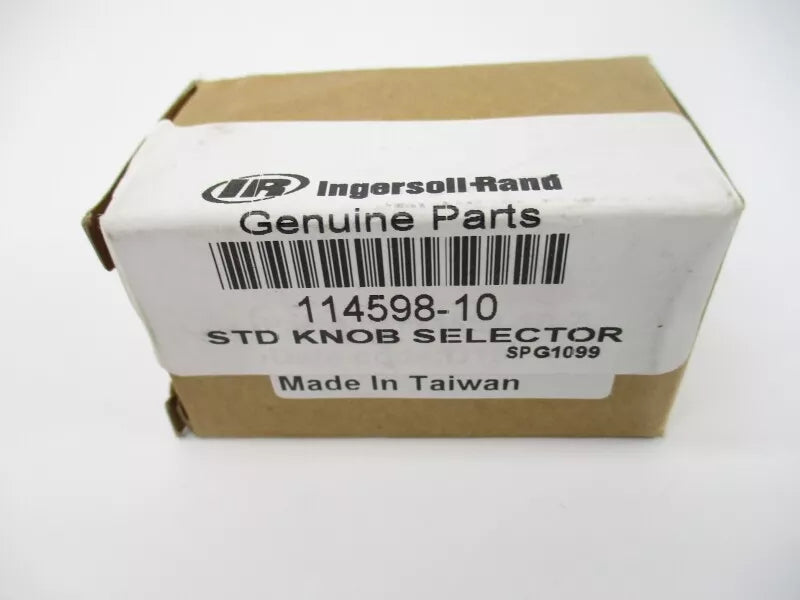 IR Ingersoll-Rand
Genuine Parts
114598-10
STD KNOB SELECTOR
SPG1099
Made In Taiwan